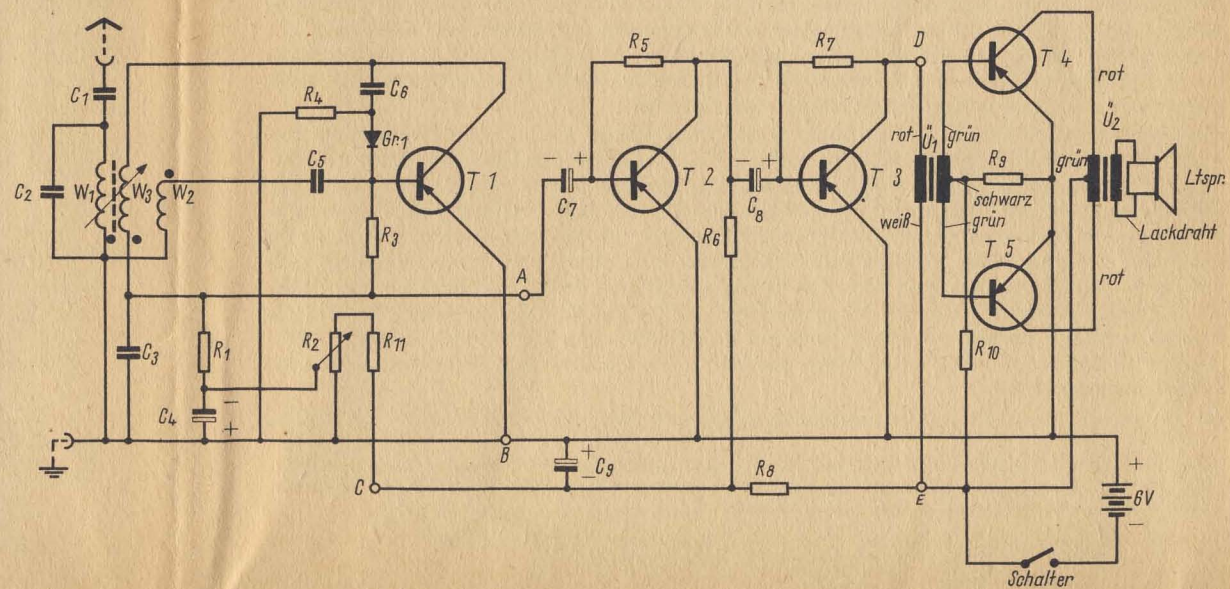 C1
C2
W1
W3
W2
R4
C6
Gr.1
C5
T 1
R3
A
R1
R2
R11
C3
C4
−
+
B
C
R5
−
+
C7
T 2
R6
R7
−
+
C8
T 3
D
rot
Ü1
grün
weiß
schwarz
grün
R9
R10
T 4
T 5
rot
Ü2
grün
rot
Ltspr.
Lackdraht
+
−
C9
R8
E
+
6V
−
Schalter